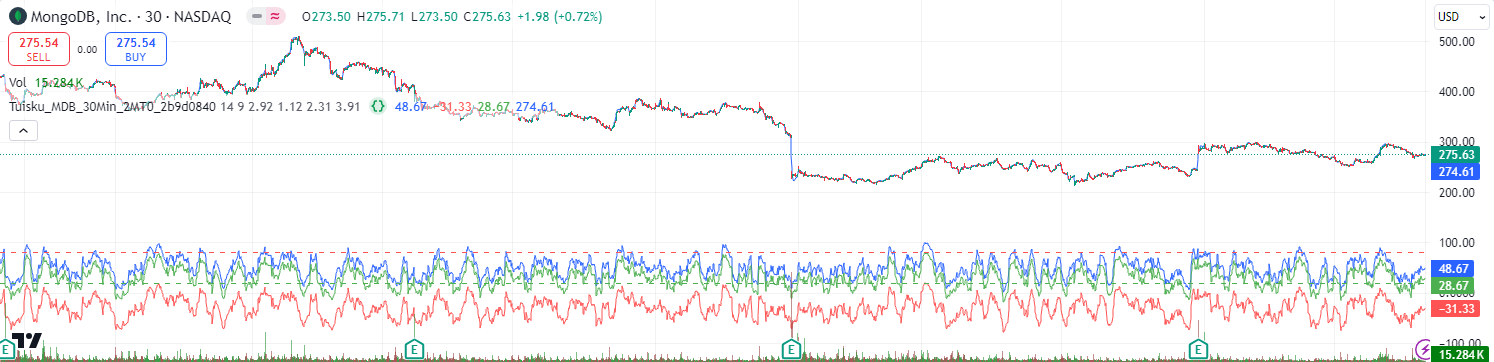 MongoDB, Inc. · 30 · NASDAQ O273.50 H275.71 L273.50 C275.63 +1.98 (+0.72%)
USD
275.54 SELL
0.00
275.54 BUY
Vol 15.284K
Tuisku_MDB_30Min_2MT0_2b9d0840 14 9 2.92 1.12 2.31 3.91 48.67 −31.33 28.67 274.61
500.00
400.00
300.00
275.63
274.61
200.00
100.00
48.67
28.67
−31.33
−100.00
15.284K
E E E E